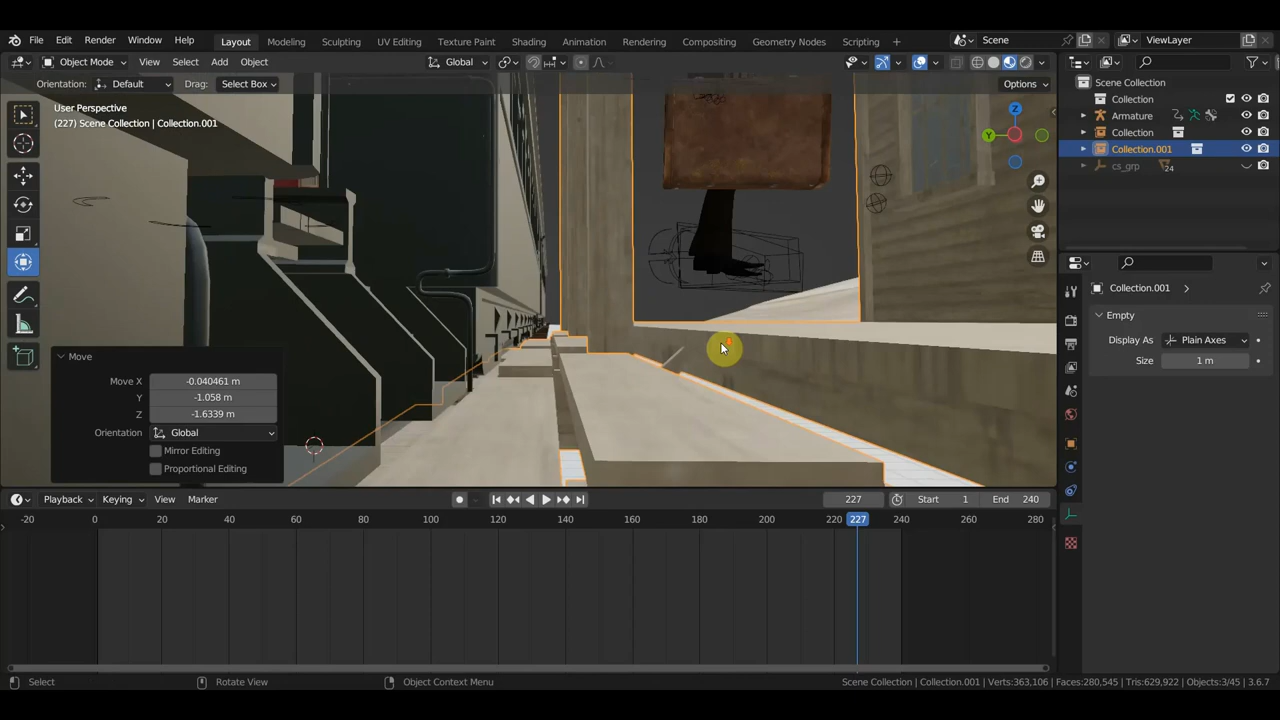 File Edit Render Window Help Layout Modeling Sculpting UV Editing Texture Paint Shading Animation Rendering Compositing Geometry Nodes Scripting + Scene ViewLayer
Object Mode View Select Add Object Global
Orientation: Default Drag: Select Box Options
User Perspective
(227) Scene Collection | Collection.001
Z
Y
Move
Move X -0.040461 m
Y -1.058 m
Z -1.6339 m
Orientation Global
Mirror Editing
Proportional Editing
Scene Collection
Collection
Armature
Collection
Collection.001
cs_grp 24
Collection.001
Empty
Display As Plain Axes
Size 1 m
Playback Keying View Marker 227 Start 1 End 240
-20 0 20 40 60 80 100 120 140 160 180 200 220 227 240 260 280
Select Rotate View Object Context Menu Scene Collection | Collection.001 | Verts:363,106 | Faces:280,545 | Tris:629,922 | Objects:3/45 | 3.6.7